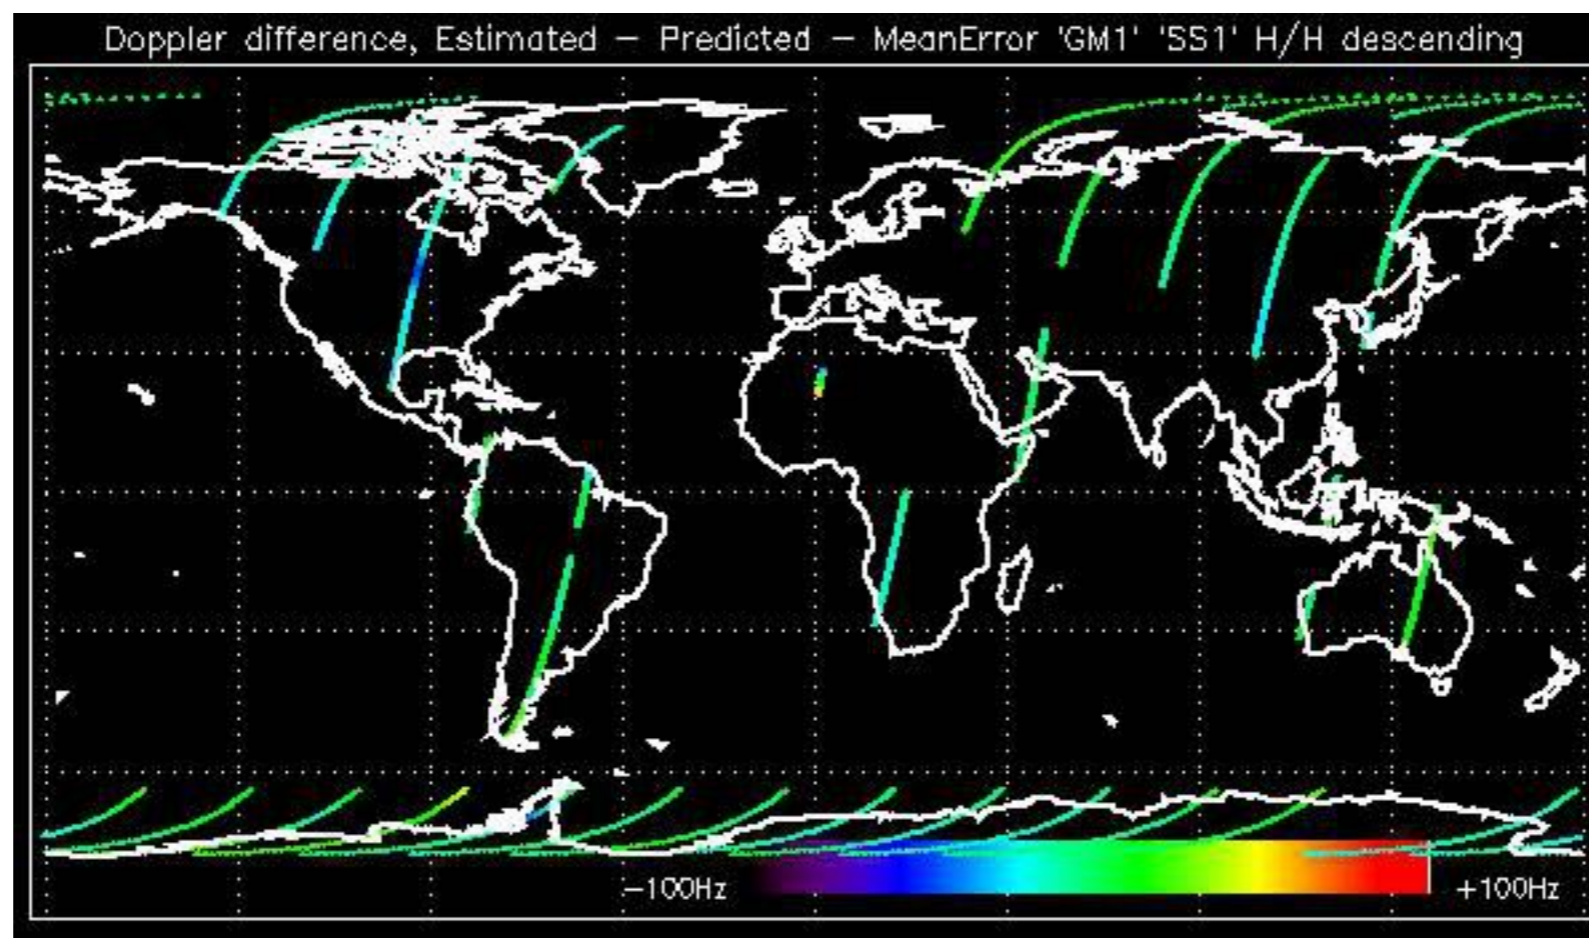 Doppler difference, Estimated — Predicted — MeanError 'GM1' 'SS1' H/H descending
−100Hz +100Hz